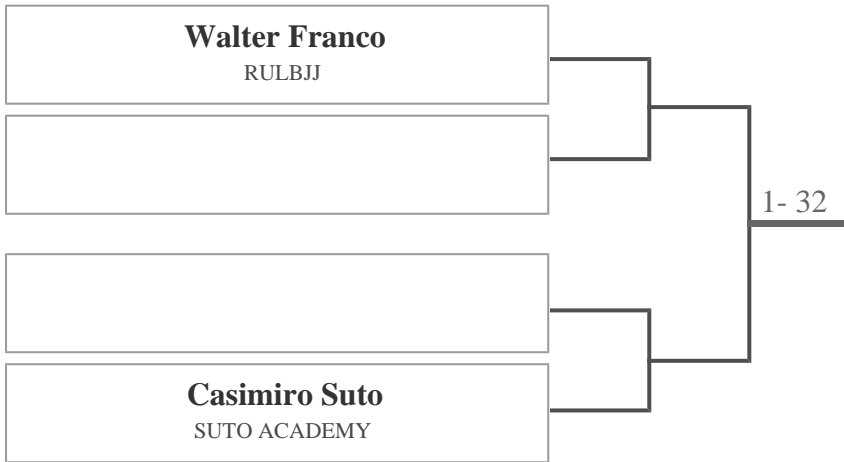 Walter Franco
RULBJJ
1- 32
Casimiro Suto
SUTO ACADEMY